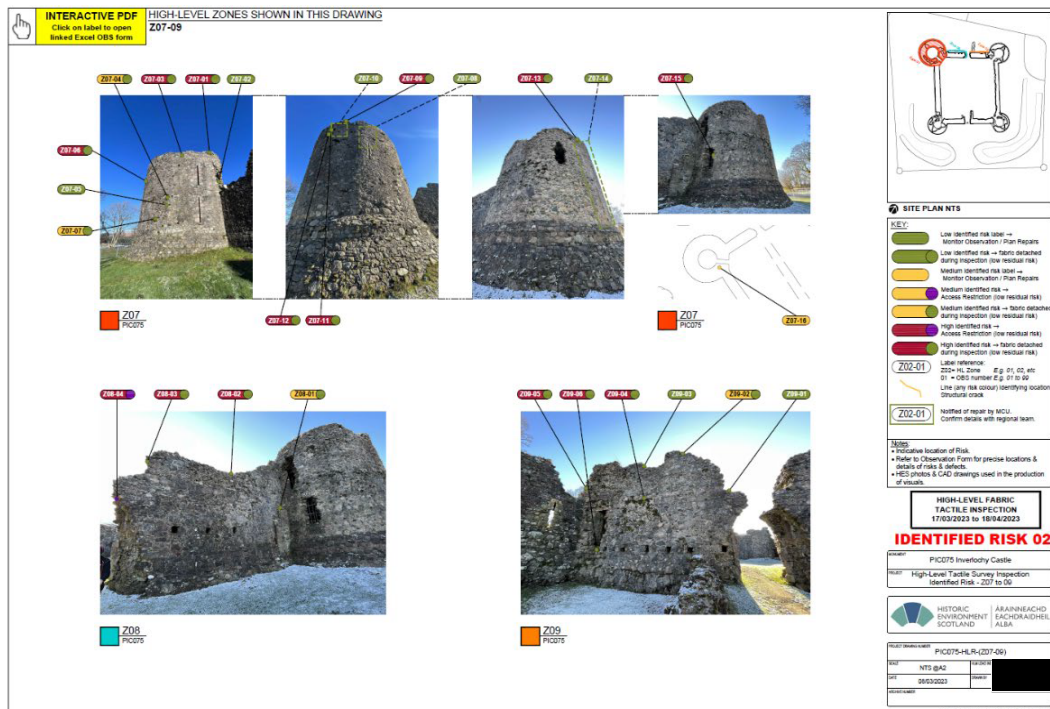 INTERACTIVE PDF
Click on label to open
linked Excel OBS form
HIGH-LEVEL ZONES SHOWN IN THIS DRAWING
Z07-09
Z07-04
Z07-03
Z07-01
Z07-02
Z07-10
Z07-09
Z07-08
Z07-13
Z07-14
Z07-15
Z07-06
Z07-05
Z07-07
Z07-12
Z07-11
Z07-16
Z07
PIC075
Z07
PIC075
Z08-04
Z08-03
Z08-02
Z08-01
Z09-05
Z09-06
Z09-04
Z09-03
Z09-02
Z09-01
Z08
PIC075
Z09
PIC075
SITE PLAN NTS
KEY:
Low identified risk label →
Monitor Observation / Plan Repairs
Low identified risk → fabric detached
during inspection (low residual risk)
Medium identified risk label →
Monitor Observation / Plan Repairs
Medium identified risk →
Access Restriction (low residual risk)
Medium identified risk → fabric detached
during inspection (low residual risk)
High identified risk →
Access Restriction (low residual risk)
High identified risk → fabric detached
during inspection (low residual risk)
Z02-01
Label reference:
Z02= HL Zone E.g. 01, 02, etc
01 = OBS number E.g. 01 to 99
Line (any risk colour) identifying location
Structural crack
Z02-01
Notified of repair by MCU.
Confirm details with regional team.
Notes:
• Indicative location of Risk.
• Refer to Observation Form for precise locations &
details of risks & defects.
• HES photos & CAD drawings used in the production
of visuals.
HIGH-LEVEL FABRIC
TACTILE INSPECTION
17/03/2023 to 18/04/2023
IDENTIFIED RISK 02
MONUMENT
PIC075 Inverlochy Castle
PROJECT
High-Level Tactile Survey Inspection
Identified Risk - Z07 to 09
HISTORIC
ENVIRONMENT
SCOTLAND
ÀRAINNEACHD
EACHDRAIDHEIL
ALBA
PROJECT DRAWING NUMBER
PIC075-HLR-(Z07-09)
SCALE
NTS @A2
DATE
08/03/2023
DRAWN BY
ARCHIVE NUMBER